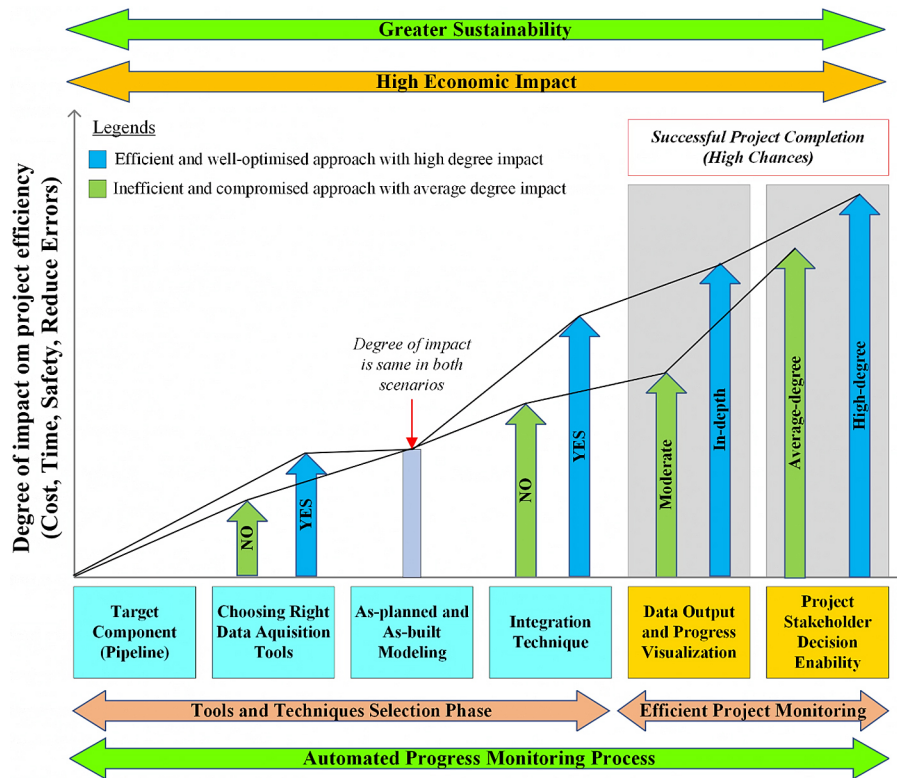 Greater Sustainability
High Economic Impact
Legends
Efficient and well-optimised approach with high degree impact
Inefficient and compromised approach with average degree impact
Successful Project Completion
(High Chances)
Degree of impact om project efficiency
(Cost, Time, Safety, Reduce Errors)
Degree of impact
is same in both
scenarios
NO
YES
NO
YES
Moderate
In-depth
Average-degree
High-degree
Target
Component
(Pipeline)
Choosing Right
Data Aquisition
Tools
As-planned and
As-built
Modeling
Integration
Technique
Data Output
and Progress
Visualization
Project
Stakeholder
Decision
Enability
Tools and Techniques Selection Phase
Efficient Project Monitoring
Automated Progress Monitoring Process